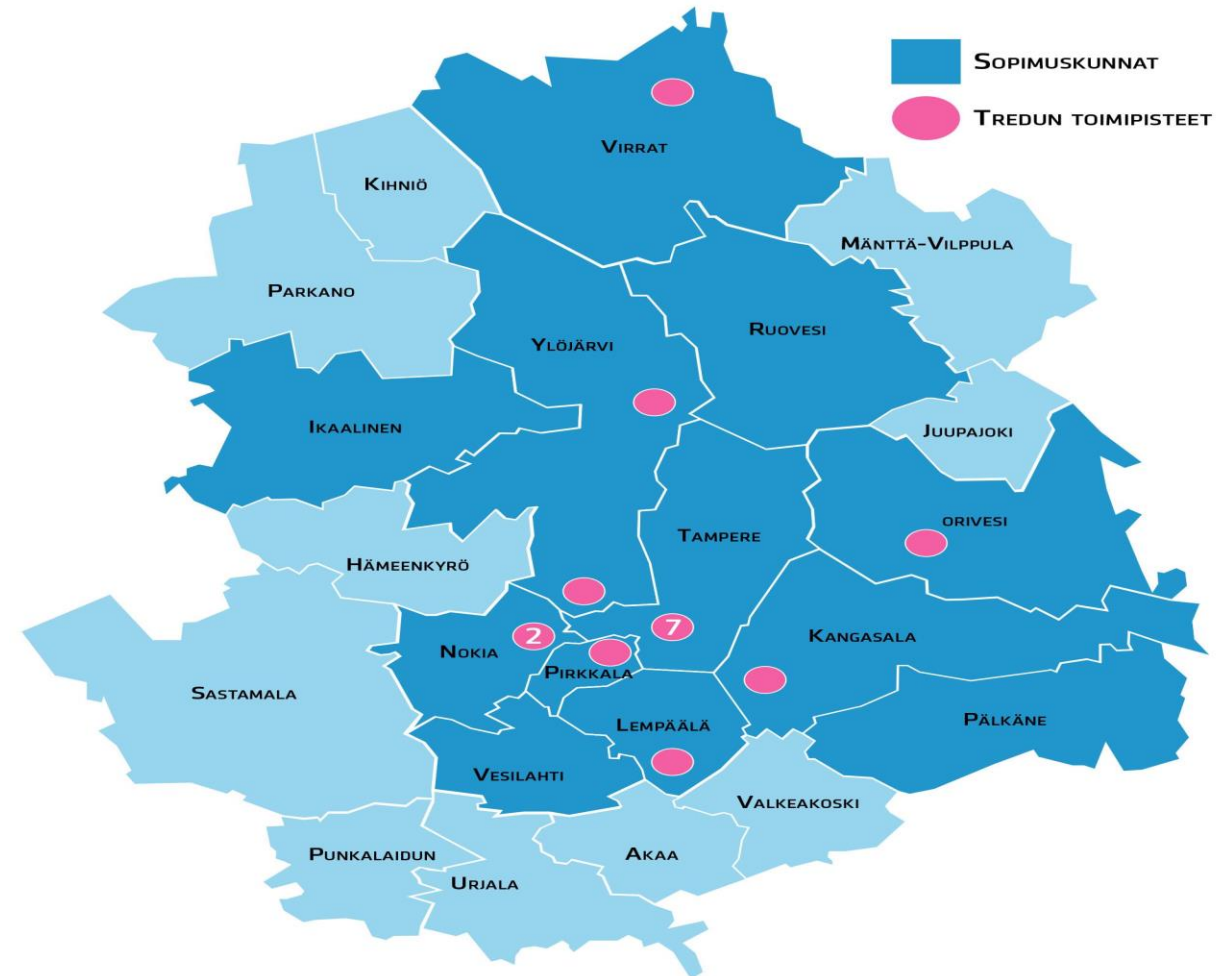 Sopimuskunnat
Tredun toimipisteet
Virrat
Kihniö
Mänttä-Vilppula
Parkano
Ruovesi
Ylöjärvi
Ikaalinen
Juupajoki
orivesi
Tampere
Hämeenkyrö
7
2
Kangasala
Nokia
Pirkkala
Sastamala
Pälkäne
Lempäälä
Vesilahti
Valkeakoski
Punkalaidun
Akaa
Urjala